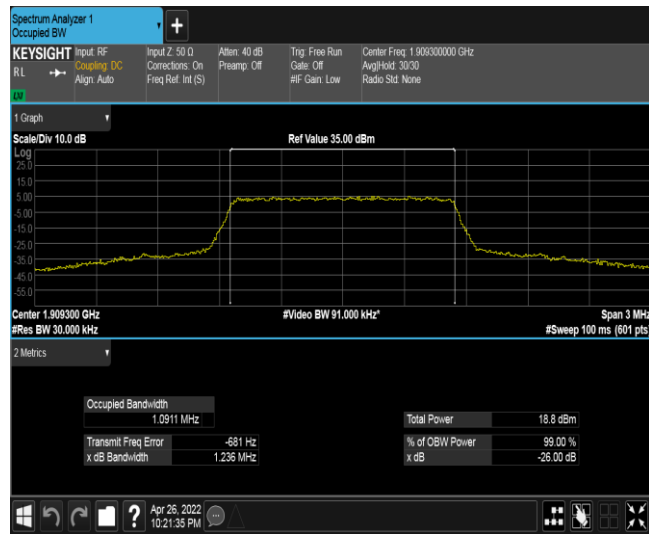 Spectrum Analyzer 1
Occupied BW
+
KEYSIGHT Input: RF Input Z: 50 Ω Atten: 40 dB Trig: Free Run Center Freq: 1.909300000 GHz
RL Coupling: DC Corrections: On Preamp: Off Gate: Off Avg|Hold: 30/30
Align: Auto Freq Ref: Int (S) #IF Gain: Low Radio Std: None
1 Graph
Scale/Div 10.0 dB Ref Value 35.00 dBm
Log
25.0
15.0
5.00
-5.00
-15.0
-25.0
-35.0
-45.0
-55.0
Center 1.909300 GHz #Video BW 91.000 kHz* Span 3 MHz
#Res BW 30.000 kHz #Sweep 100 ms (601 pts)
2 Metrics
Occupied Bandwidth
1.0911 MHz Total Power 18.8 dBm
Transmit Freq Error -681 Hz % of OBW Power 99.00 %
x dB Bandwidth 1.236 MHz x dB -26.00 dB
? Apr 26, 2022
10:21:35 PM